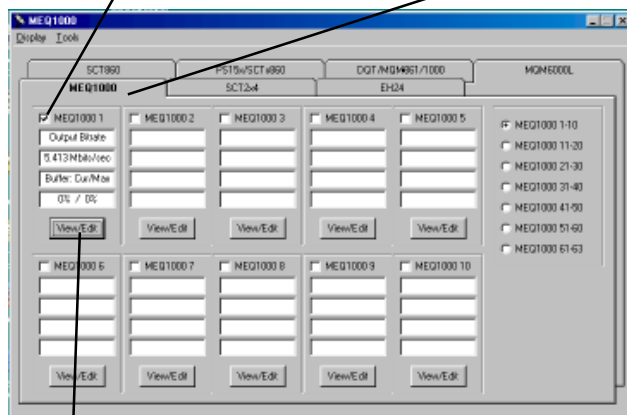 MEQ1000
Display Tools
SCT860 PS15x/SCTx860 DQT/MQM861/1000 MQM6000L
MEQ1000 SCT2x4 EH24
MEQ1000 1 MEQ1000 2 MEQ1000 3 MEQ1000 4 MEQ1000 5
Output Bitrate
5.413 Mbits/sec
Buffer: Cur/Max
0% / 0%
View/Edit View/Edit View/Edit View/Edit View/Edit
MEQ1000 6 MEQ1000 7 MEQ1000 8 MEQ1000 9 MEQ1000 10
View/Edit View/Edit View/Edit View/Edit View/Edit
MEQ1000 1-10
MEQ1000 11-20
MEQ1000 21-30
MEQ1000 31-40
MEQ1000 41-50
MEQ1000 51-60
MEQ1000 61-63